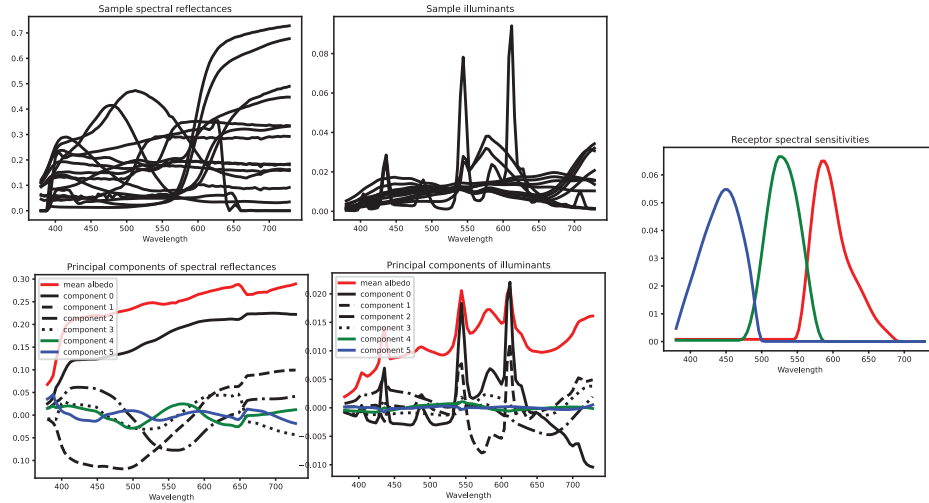 Sample spectral reflectances
0.7
0.6
0.5
0.4
0.3
0.2
0.1
0.0
400 450 500 550 600 650 700
Wavelength
Sample illuminants
0.08
0.06
0.04
0.02
0.00
400 450 500 550 600 650 700
Wavelength
Receptor spectral sensitivities
0.06
0.05
0.04
0.03
0.02
0.01
0.00
400 450 500 550 600 650 700
Wavelength
Principal components of spectral reflectances
0.30
0.25
0.20
0.15
0.10
0.05
0.00
0.05
0.10
mean albedo
component 0
component 1
component 2
component 3
component 4
component 5
400 450 500 550 600 650 700
Wavelength
Principal components of illuminants
0.020
0.015
0.010
0.005
0.000
−0.005
−0.010
mean albedo
component 0
component 1
component 2
component 3
component 4
component 5
400 450 500 550 600 650 700
Wavelength